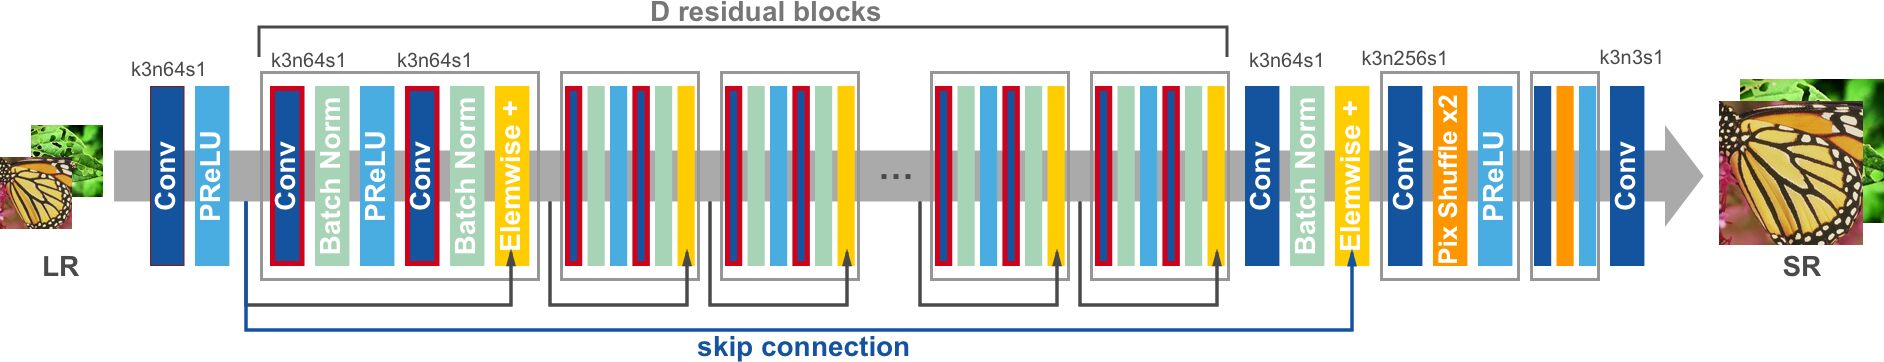 D residual blocks
k3n64s1
k3n64s1
k3n64s1
k3n64s1
k3n256s1
k3n3s1
Conv
PReLU
Conv
Batch Norm
PReLU
Conv
Batch Norm
Elemwise +
...
Conv
Batch Norm
Elemwise +
Conv
Pix Shuffle x2
PReLU
Conv
LR
SR
skip connection